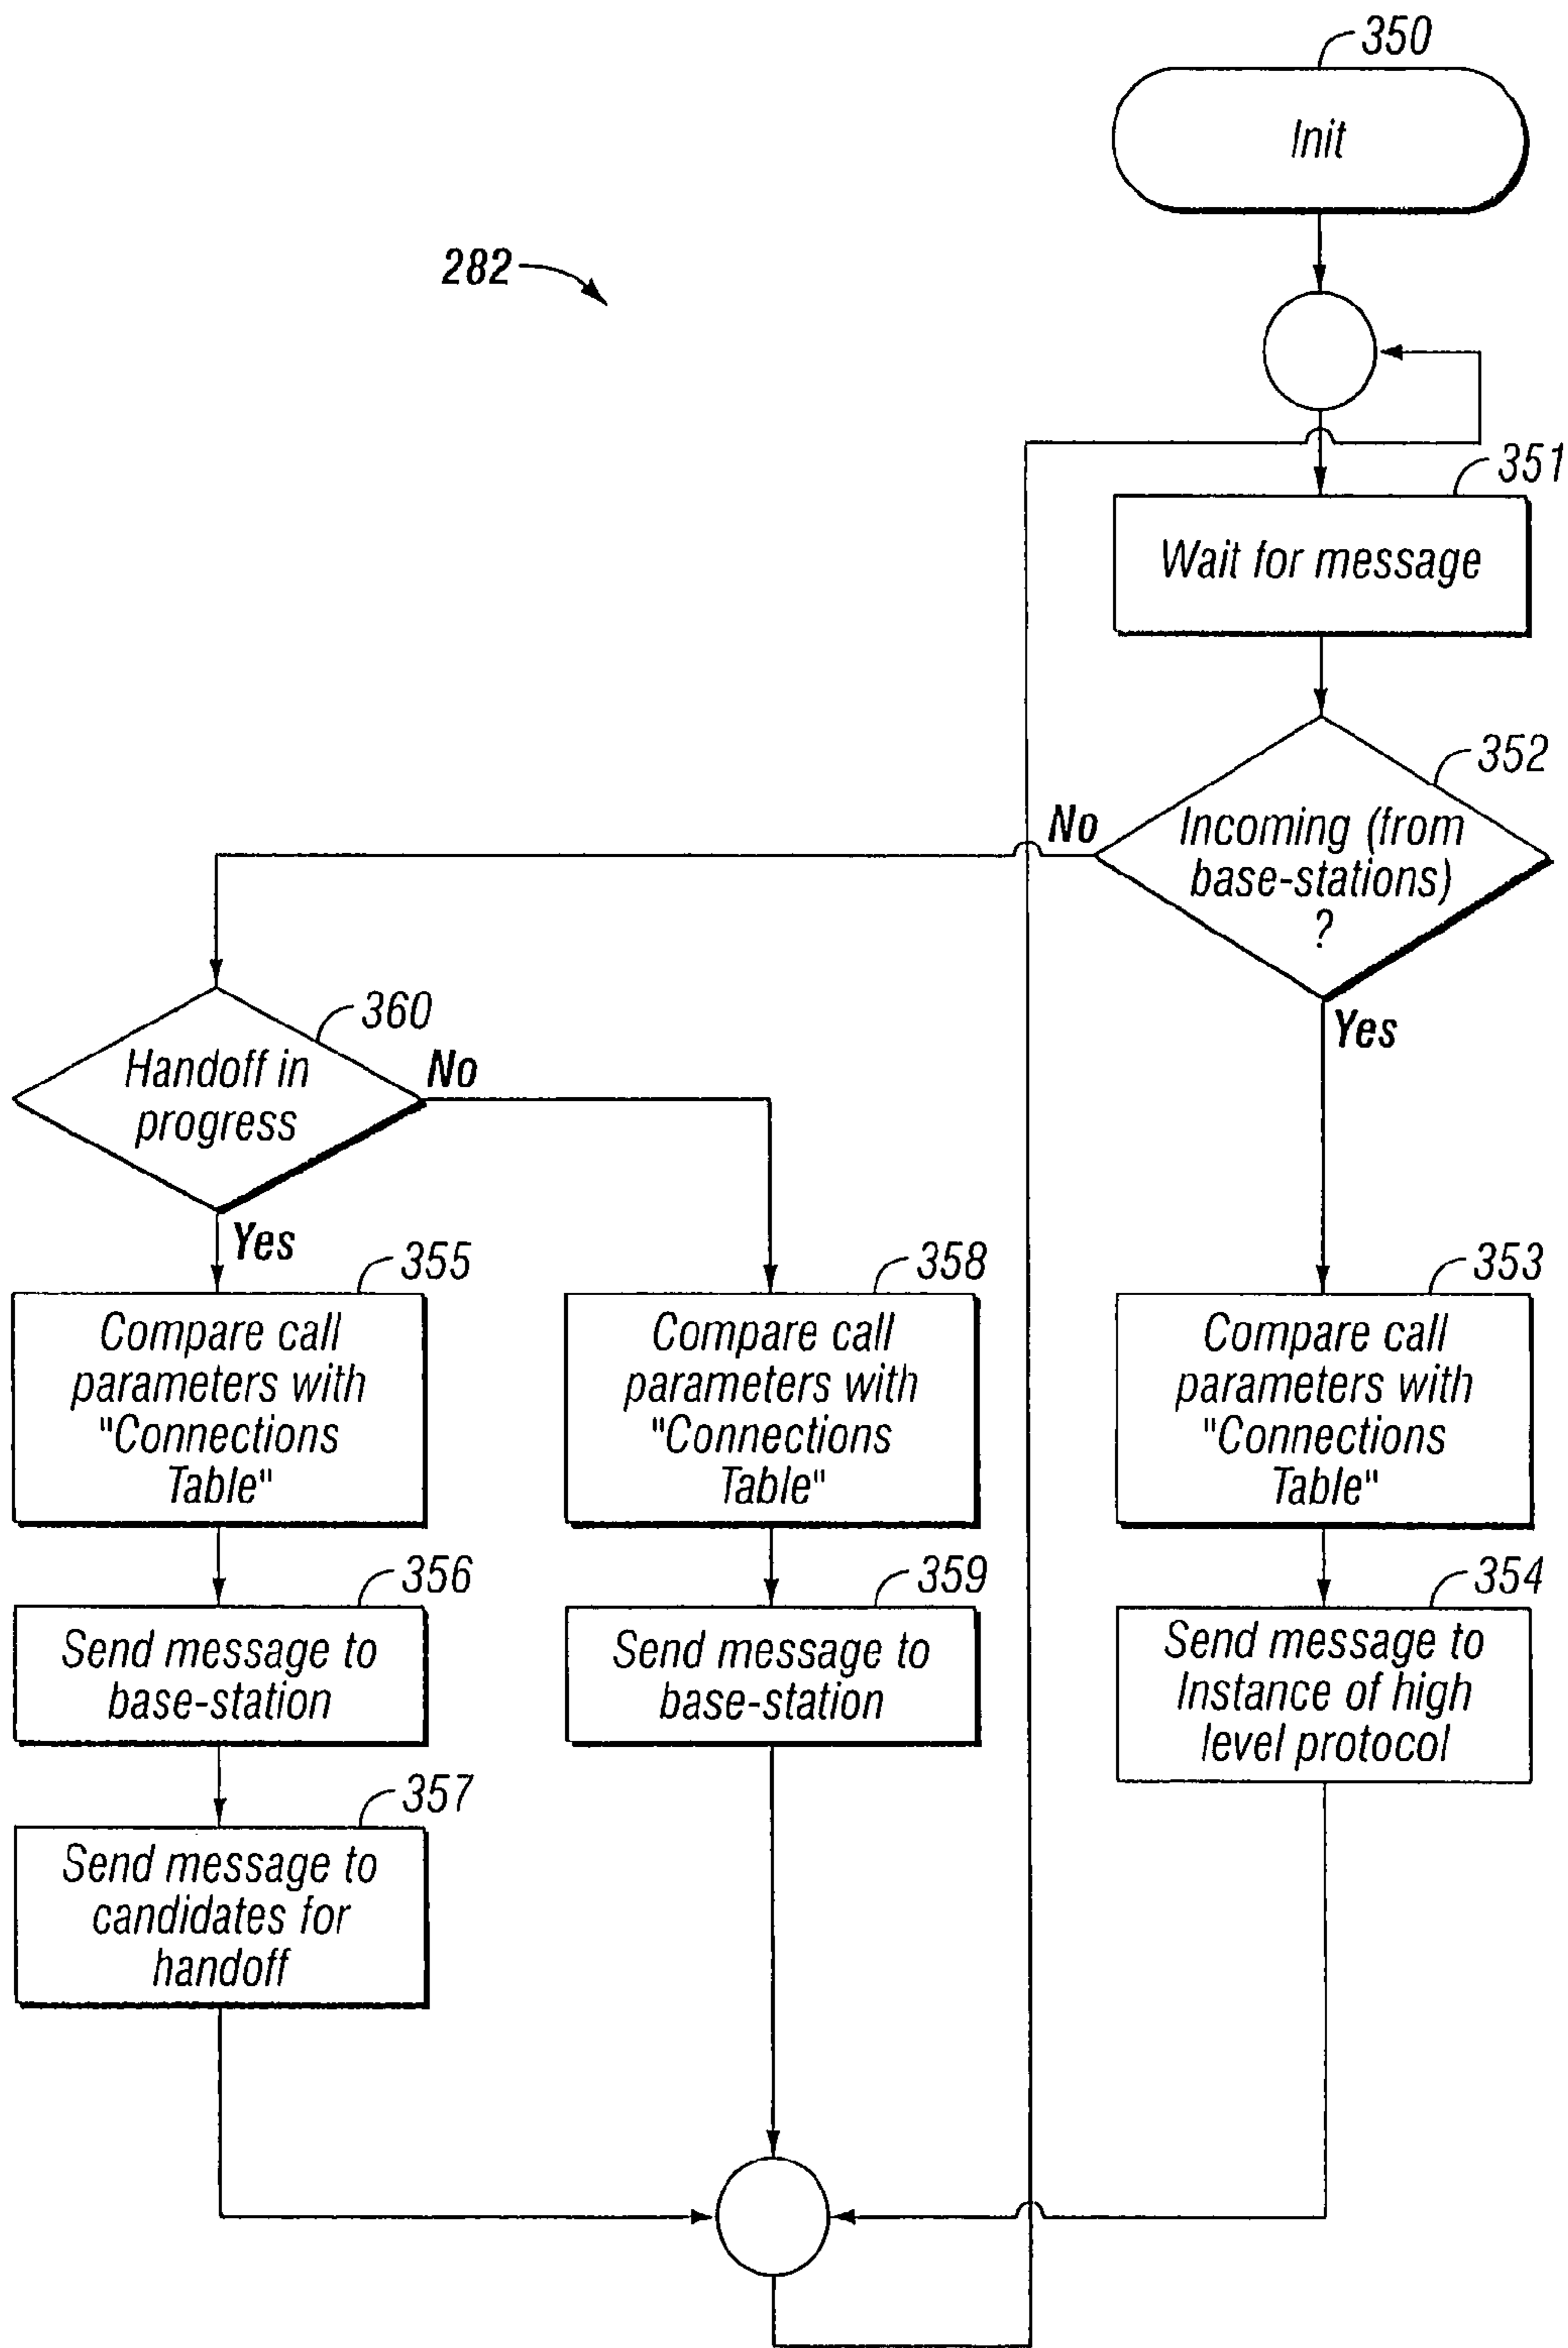 350
Init
282
351
Wait for message
352
No
Incoming (from
base-stations)
?
Yes
360
Handoff in
progress
No
Yes
355
Compare call
parameters with
"Connections
Table"
358
Compare call
parameters with
"Connections
Table"
353
Compare call
parameters with
"Connections
Table"
356
Send message to
base-station
359
Send message to
base-station
354
Send message to
Instance of high
level protocol
357
Send message to
candidates for
handoff